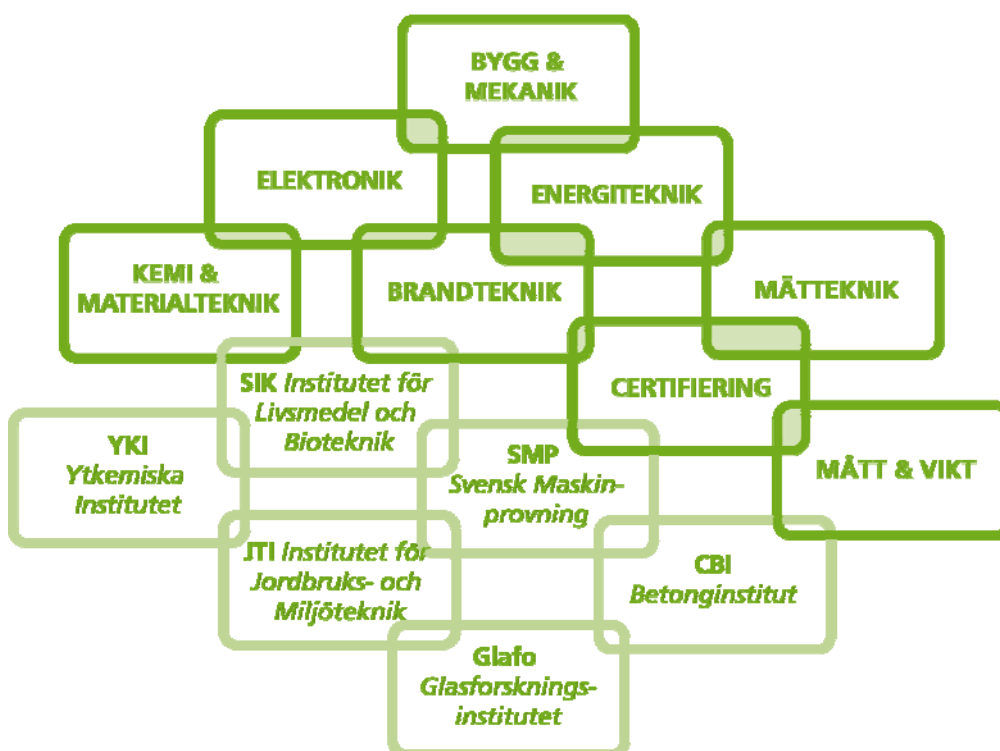 BYGG &
MEKANIK
ELEKTRONIK
ENERGITEKNIK
KEMI &
MATERIALTEKNIK
BRANDTEKNIK
MÄTTEKNIK
SIK Institutet för
Livsmedel och
Bioteknik
CERTIFIERING
YKI
Ytkemiska
Institutet
SMP
Svensk Maskin-
provning
MÅTT & VIKT
JTI Institutet för
Jordbruks- och
Miljöteknik
CBI
Betonginstitut
Glafo
Glasforsknings-
institutet